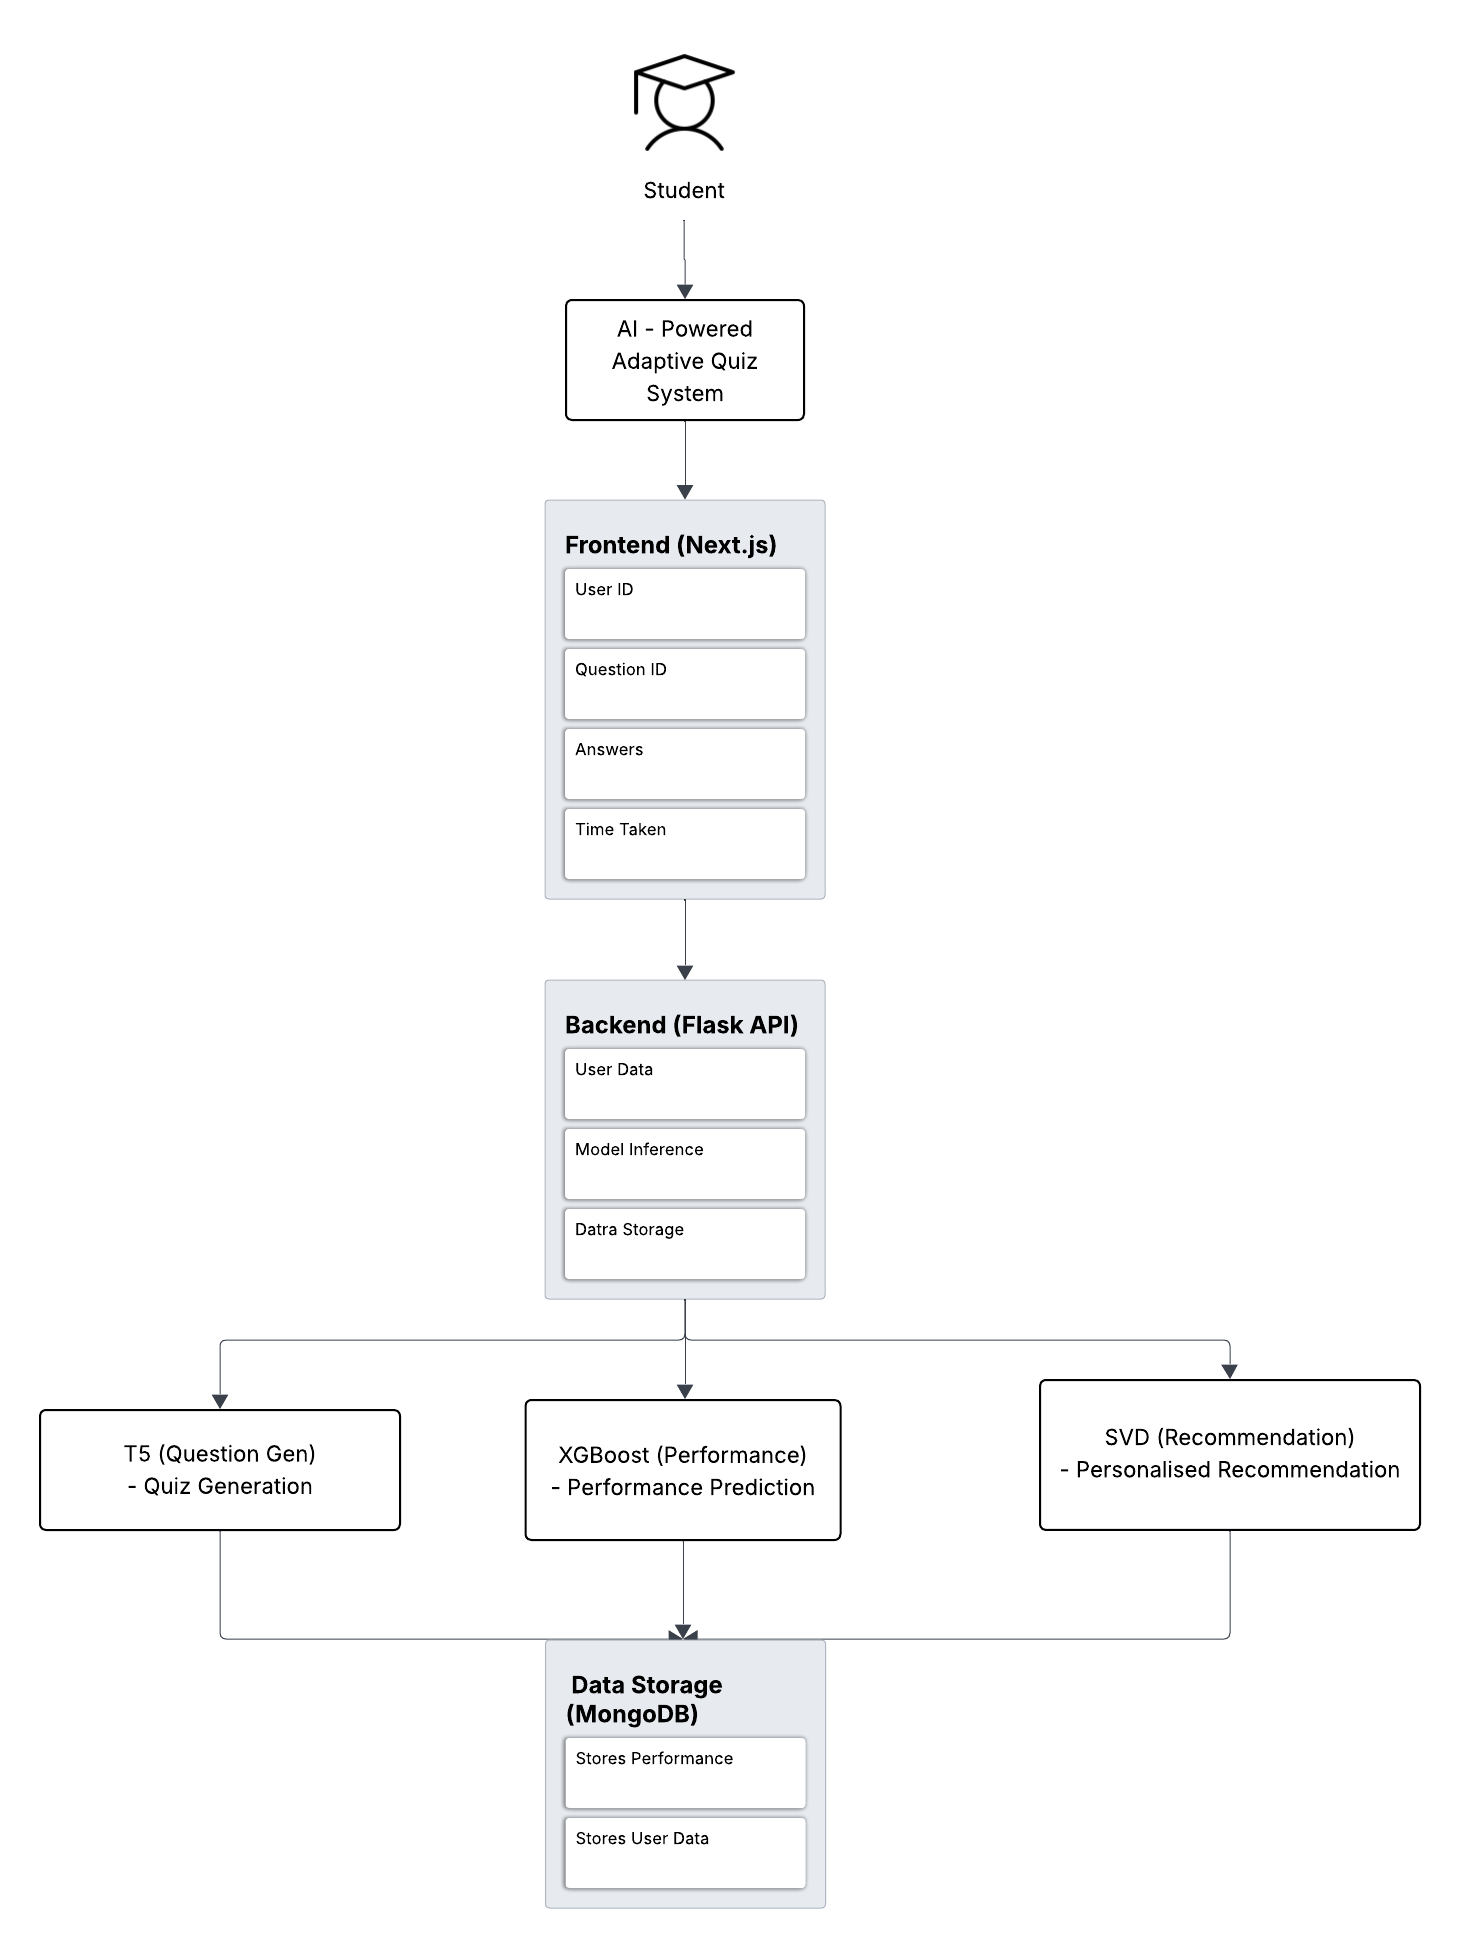 Student
AI - Powered
Adaptive Quiz
System
Frontend (Next.js)
User ID
Question ID
Answers
Time Taken
Backend (Flask API)
User Data
Model Inference
Datra Storage
T5 (Question Gen)
- Quiz Generation
XGBoost (Performance)
- Performance Prediction
SVD (Recommendation)
- Personalised Recommendation
Data Storage
(MongoDB)
Stores Performance
Stores User Data